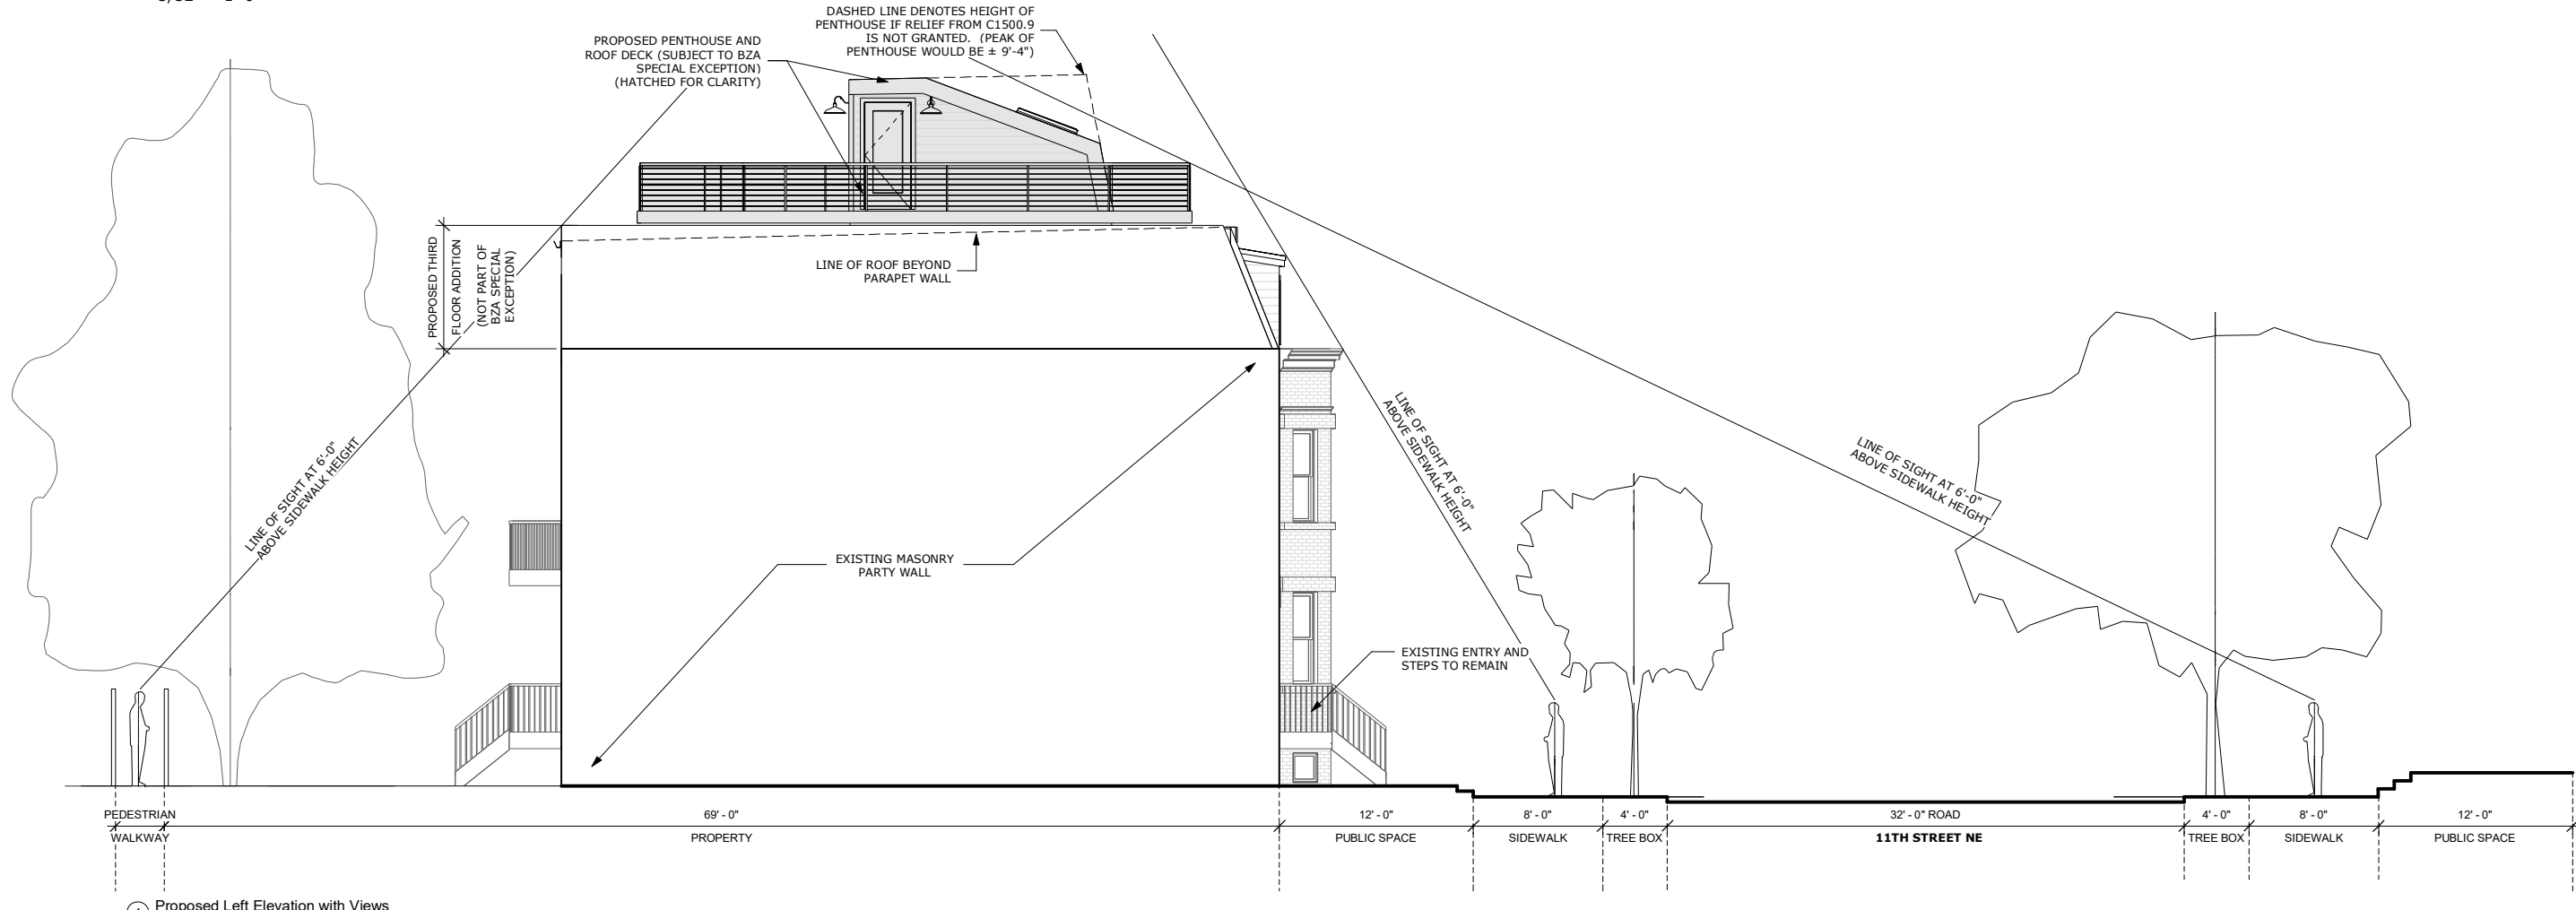 DASHED LINE DENOTES HEIGHT OF
PENTHOUSE IF RELIEF FROM C1500.9
IS NOT GRANTED. (PEAK OF
PENTHOUSE WOULD BE ± 9'-4")
PROPOSED PENTHOUSE AND
ROOF DECK (SUBJECT TO BZA
SPECIAL EXCEPTION)
(HATCHED FOR CLARITY)
PROPOSED THIRD
FLOOR ADDITION
(NOT PART OF
BZA SPECIAL
EXCEPTION)
LINE OF ROOF BEYOND
PARAPET WALL
LINE OF SIGHT AT 6'-0"
ABOVE SIDEWALK HEIGHT
LINE OF SIGHT AT 6'-0"
ABOVE SIDEWALK HEIGHT
LINE OF SIGHT AT 6'-0"
ABOVE SIDEWALK HEIGHT
EXISTING MASONRY
PARTY WALL
EXISTING ENTRY AND
STEPS TO REMAIN
PEDESTRIAN
WALKWAY
69' - 0"
PROPERTY
12' - 0"
PUBLIC SPACE
8' - 0"
SIDEWALK
4' - 0"
TREE BOX
32' - 0" ROAD
11TH STREET NE
4' - 0"
TREE BOX
8' - 0"
SIDEWALK
12' - 0"
PUBLIC SPACE
Proposed Left Elevation with Views